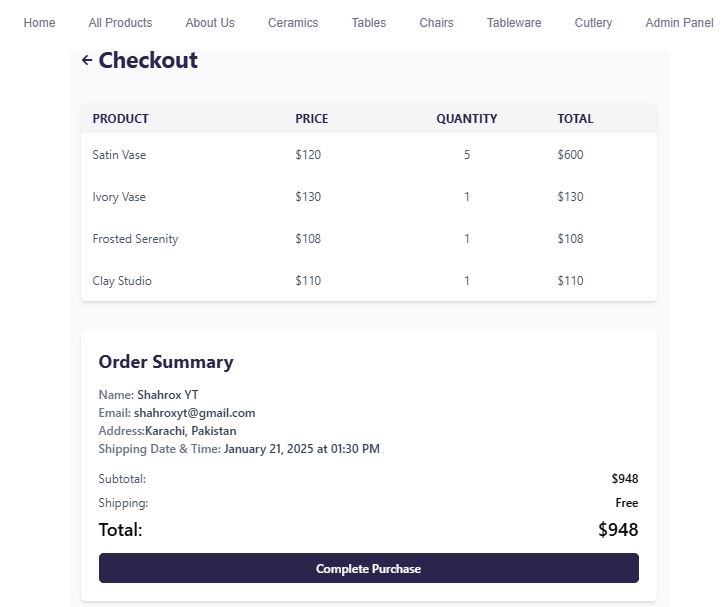 Home All Products About Us Ceramics Tables Chairs Tableware Cutlery Admin Panel
← Checkout
PRODUCT PRICE QUANTITY TOTAL
Satin Vase $120 5 $600
Ivory Vase $130 1 $130
Frosted Serenity $108 1 $108
Clay Studio $110 1 $110
Order Summary
Name: Shahrox YT
Email: shahroxyt@gmail.com
Address:Karachi, Pakistan
Shipping Date & Time: January 21, 2025 at 01:30 PM
Subtotal: $948
Shipping: Free
Total: $948
Complete Purchase